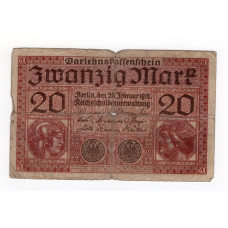 Darlehnskassenschein
Zwanzig Mark
20 20
Berlin, den 20. Februar 1918.
Reichsschuldenverwaltung